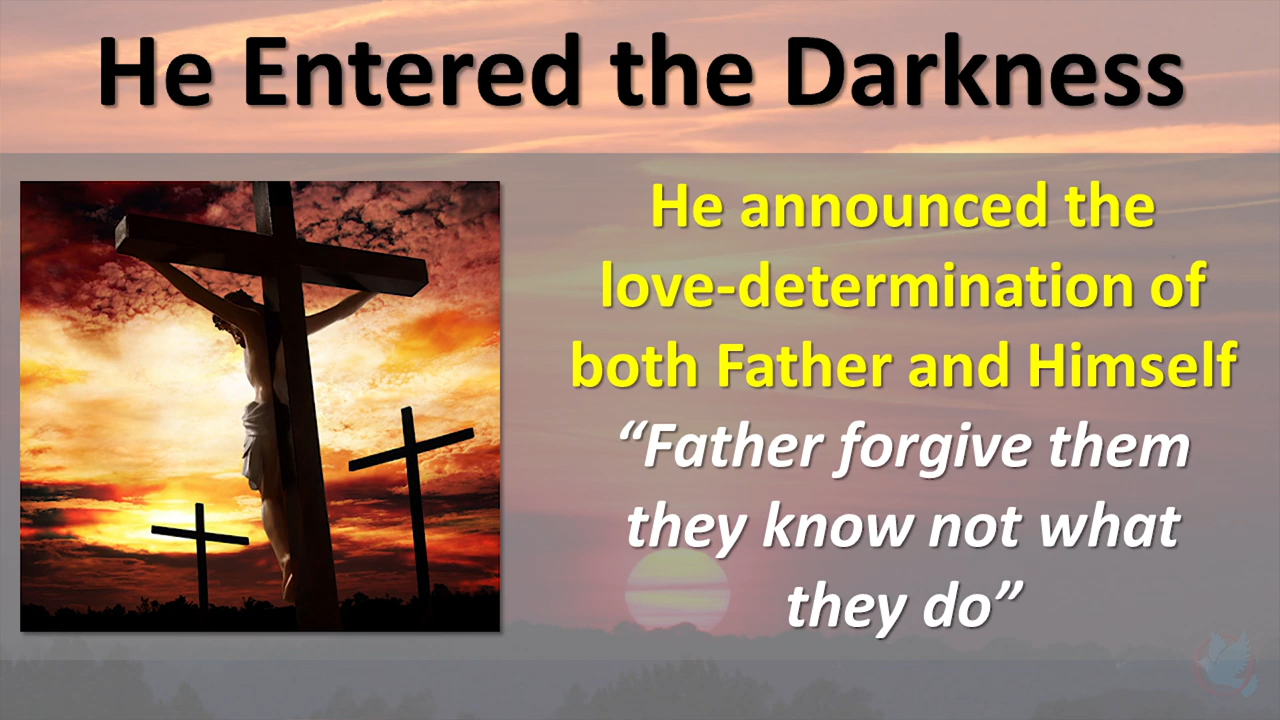 He Entered the Darkness
He announced the
love-determination of
both Father and Himself
“Father forgive them
they know not what
they do”